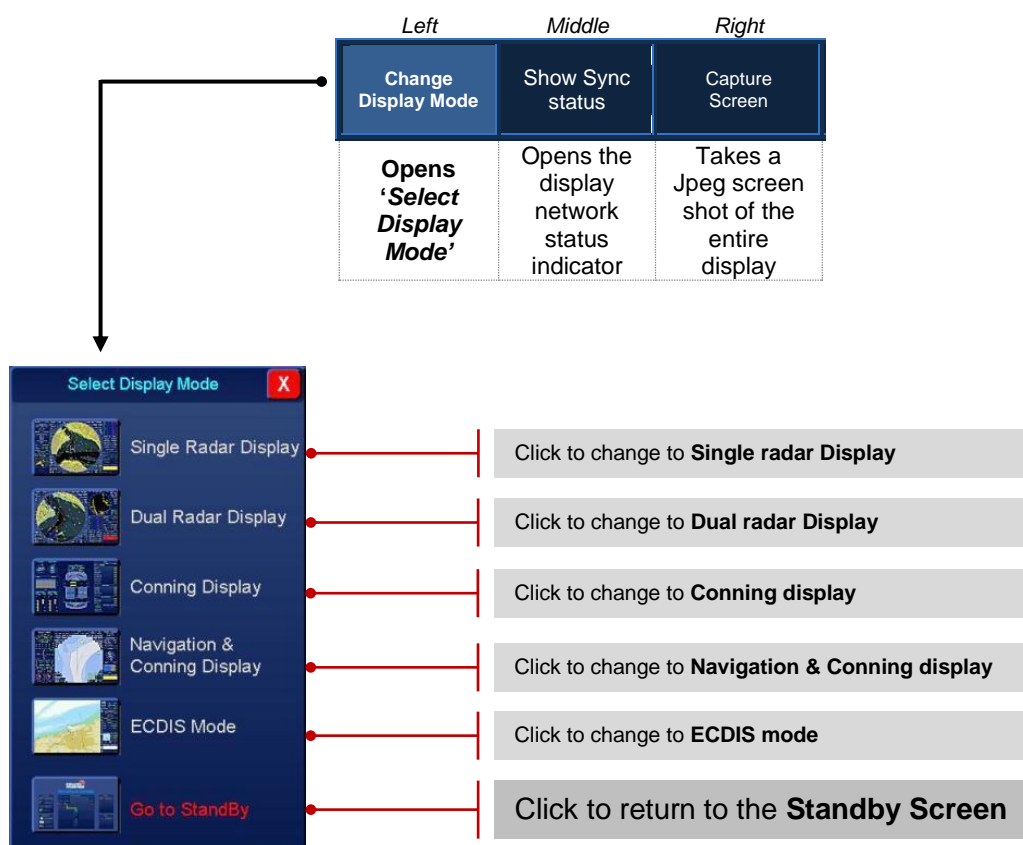 Left Middle Right
Change
Display Mode
Show Sync
status
Capture
Screen
Opens
‘Select
Display
Mode’
Opens the
display
network
status
indicator
Takes a
Jpeg screen
shot of the
entire
display
Select Display Mode X
Single Radar Display
Click to change to Single radar Display
Dual Radar Display
Click to change to Dual radar Display
Conning Display
Click to change to Conning display
Navigation &
Conning Display
Click to change to Navigation & Conning display
ECDIS Mode
Click to change to ECDIS mode
Go to StandBy
Click to return to the Standby Screen